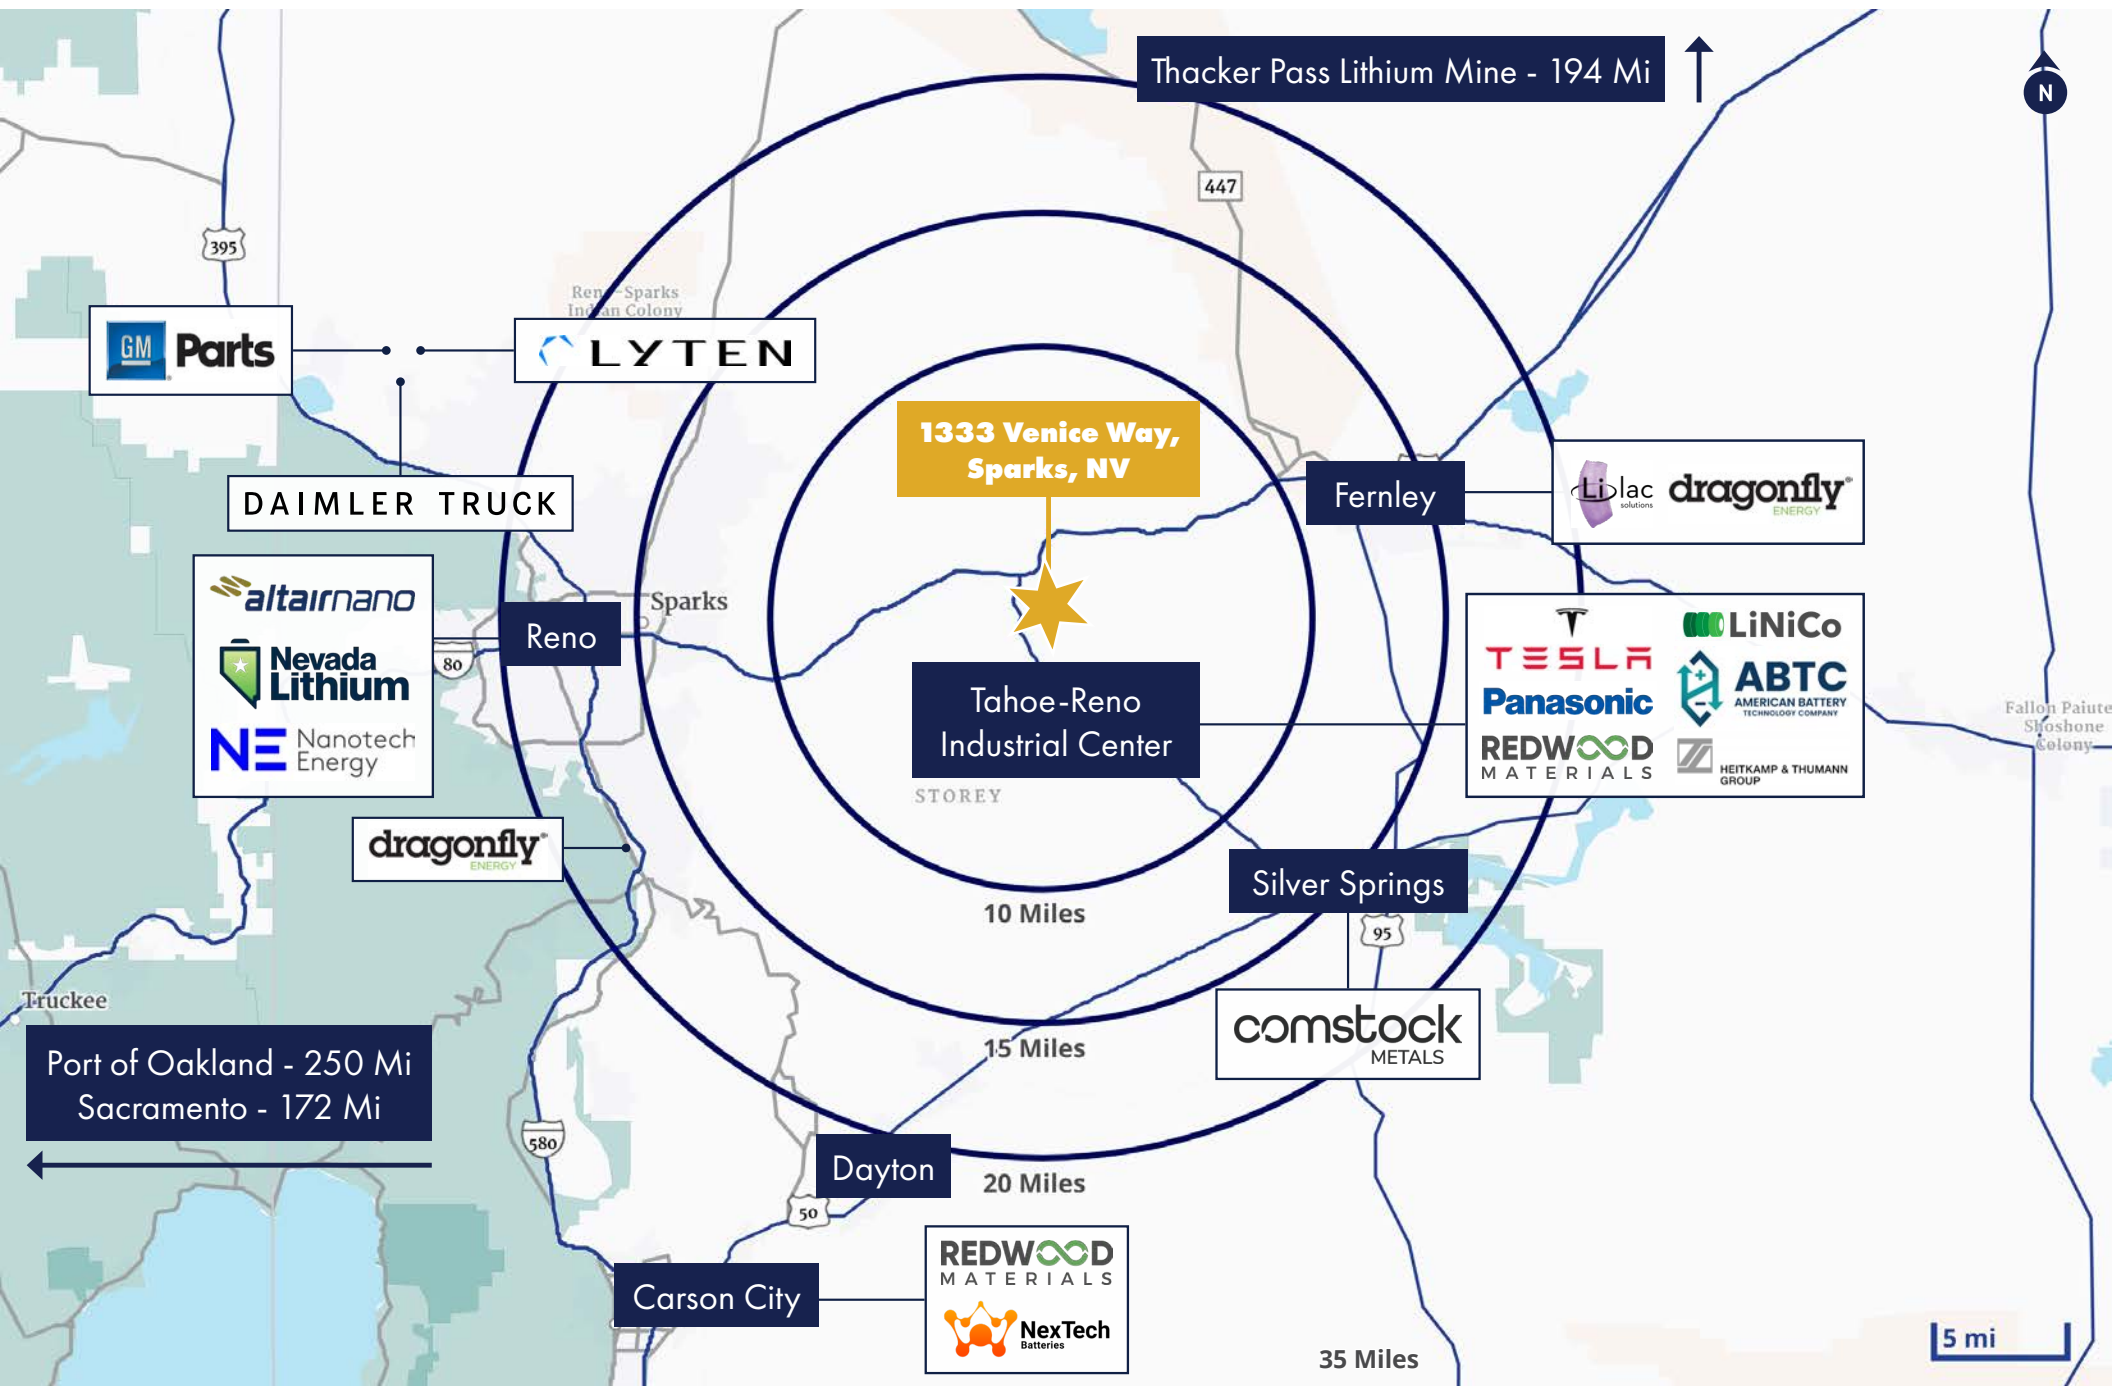 Thacker Pass Lithium Mine - 194 Mi
N
447
395
Reno-Sparks
Indian Colony
GM Parts
LYTEN
1333 Venice Way,
Sparks, NV
DAIMLER TRUCK
Fernley
Lilac
solutions
dragonfly
ENERGY
altairnano
Nevada
Lithium
NE Nanotech
Energy
Reno
Sparks
80
Tahoe-Reno
Industrial Center
STOREY
TESLA
Panasonic
REDWOOD
MATERIALS
LiNiCo
ABTC
AMERICAN BATTERY
TECHNOLOGY COMPANY
HEITKAMP & THUMANN
GROUP
Fallon Paiute
Shoshone
Colony
dragonfly
ENERGY
Silver Springs
10 Miles
95
comstock
METALS
Truckee
Port of Oakland - 250 Mi
Sacramento - 172 Mi
15 Miles
580
Dayton
20 Miles
50
REDWOOD
MATERIALS
NexTech
Batteries
Carson City
35 Miles
5 mi